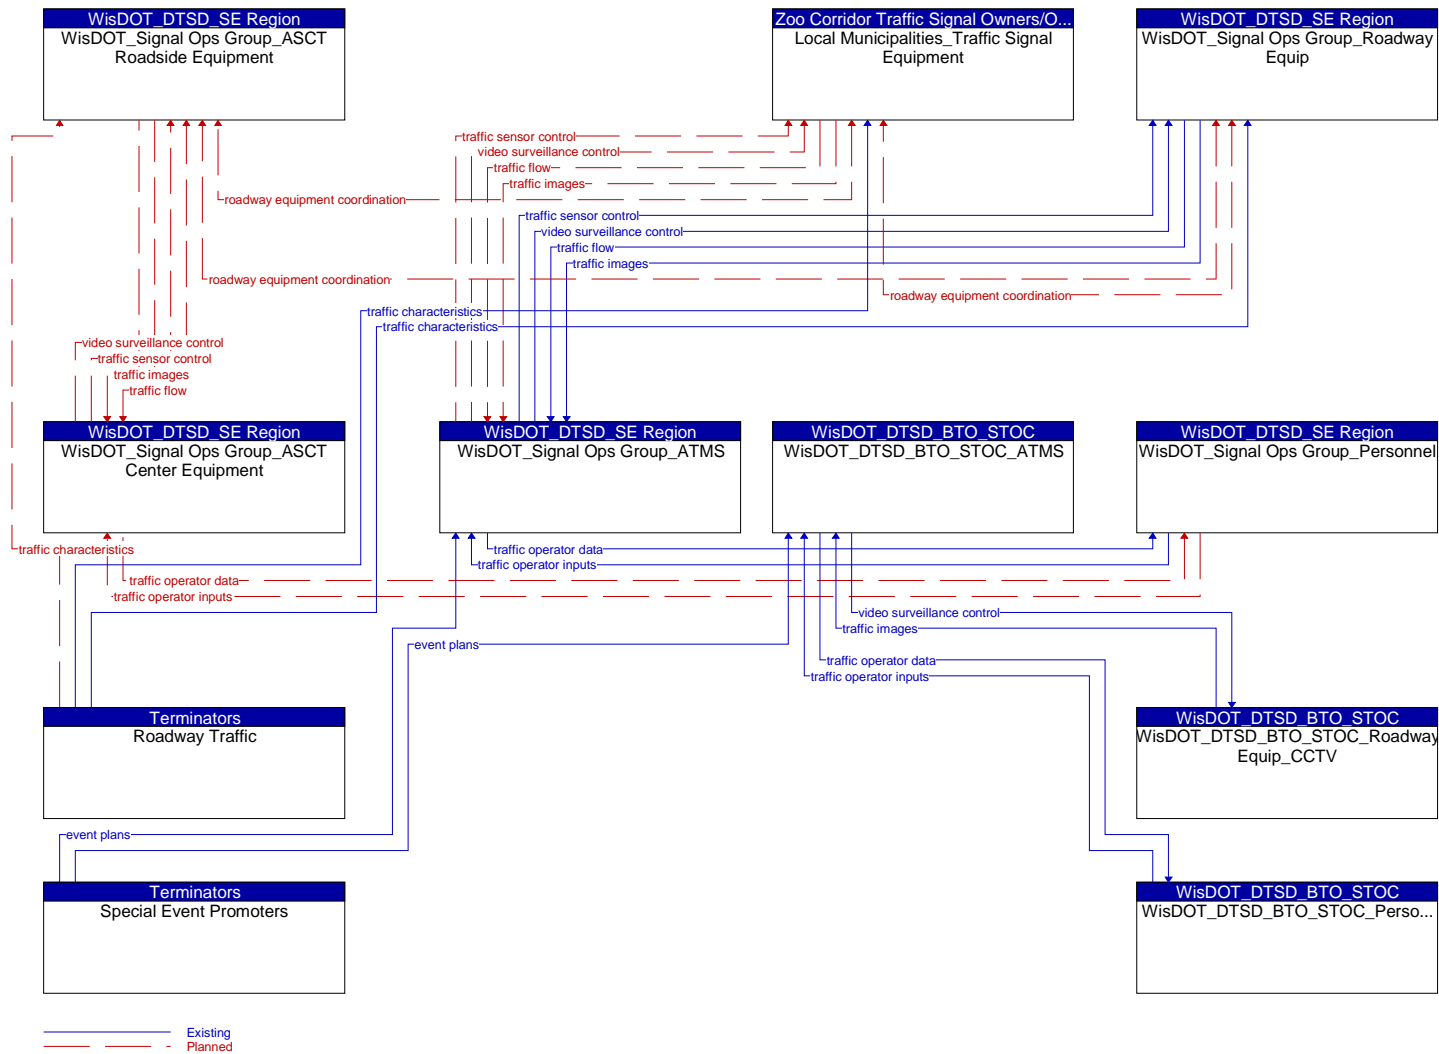 WisDOT_DTSD_SE Region
WisDOT_Signal Ops Group_ASCT
Roadside Equipment
Zoo Corridor Traffic Signal Owners/O...
Local Municipalities_Traffic Signal
Equipment
WisDOT_DTSD_SE Region
WisDOT_Signal Ops Group_Roadway
Equip
traffic sensor control
video surveillance control
traffic flow
traffic images
roadway equipment coordination
traffic sensor control
video surveillance control
traffic flow
traffic images
roadway equipment coordination
roadway equipment coordination
traffic characteristics
traffic characteristics
video surveillance control
traffic sensor control
traffic images
traffic flow
WisDOT_DTSD_SE Region
WisDOT_Signal Ops Group_ASCT
Center Equipment
WisDOT_DTSD_SE Region
WisDOT_Signal Ops Group_ATMS
WisDOT_DTSD_BTO_STOC
WisDOT_DTSD_BTO_STOC_ATMS
WisDOT_DTSD_SE Region
WisDOT_Signal Ops Group_Personnel
traffic characteristics
traffic operator data
traffic operator inputs
traffic operator data
traffic operator inputs
video surveillance control
traffic images
event plans
traffic operator data
traffic operator inputs
Terminators
Roadway Traffic
WisDOT_DTSD_BTO_STOC
WisDOT_DTSD_BTO_STOC_Roadway
Equip_CCTV
event plans
Terminators
Special Event Promoters
WisDOT_DTSD_BTO_STOC
WisDOT_DTSD_BTO_STOC_Perso...
Existing
Planned